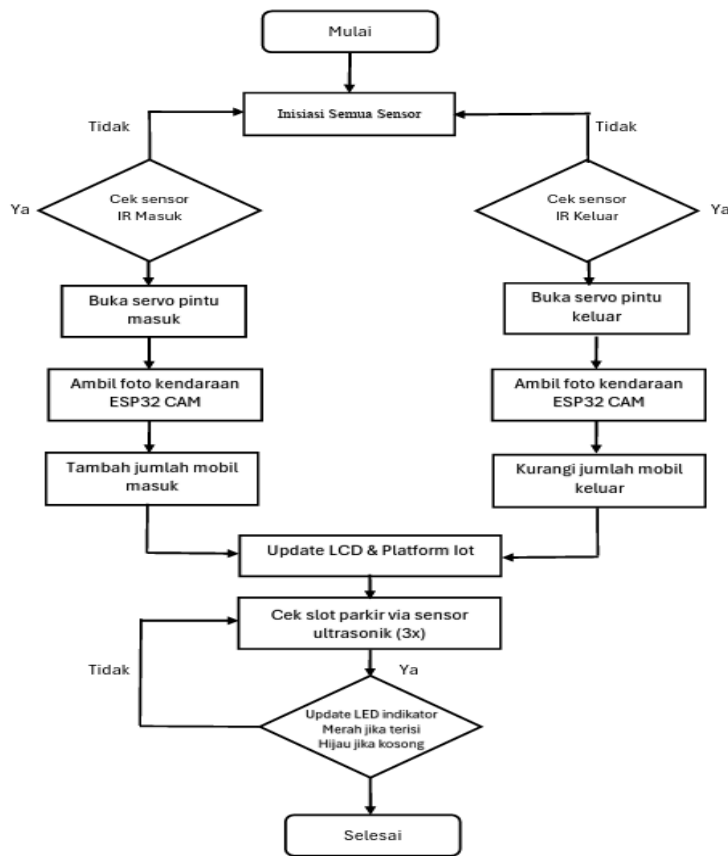 Mulai
Inisiasi Semua Sensor
Tidak
Tidak
Ya
Cek sensor
IR Masuk
Cek sensor
IR Keluar
Ya
Buka servo pintu
masuk
Buka servo pintu
keluar
Ambil foto kendaraan
ESP32 CAM
Ambil foto kendaraan
ESP32 CAM
Tambah jumlah mobil
masuk
Kurangi jumlah mobil
keluar
Update LCD & Platform Iot
Cek slot parkir via sensor
ultrasonik (3x)
Tidak
Ya
Update LED indikator
Merah jika terisi
Hijau jika kosong
Selesai